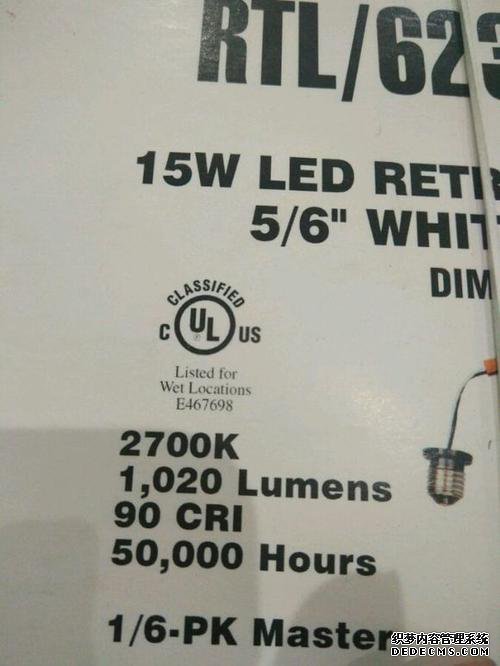 RTL/623
15W LED RETR
5/6" WHIT
DIM
CLASSIFIED
C UL US
®
Listed for
Wet Locations
E467698
2700K
1,020 Lumens
90 CRI
50,000 Hours
1/6-PK Master
织梦内容管理系统
DEDECMS.COM